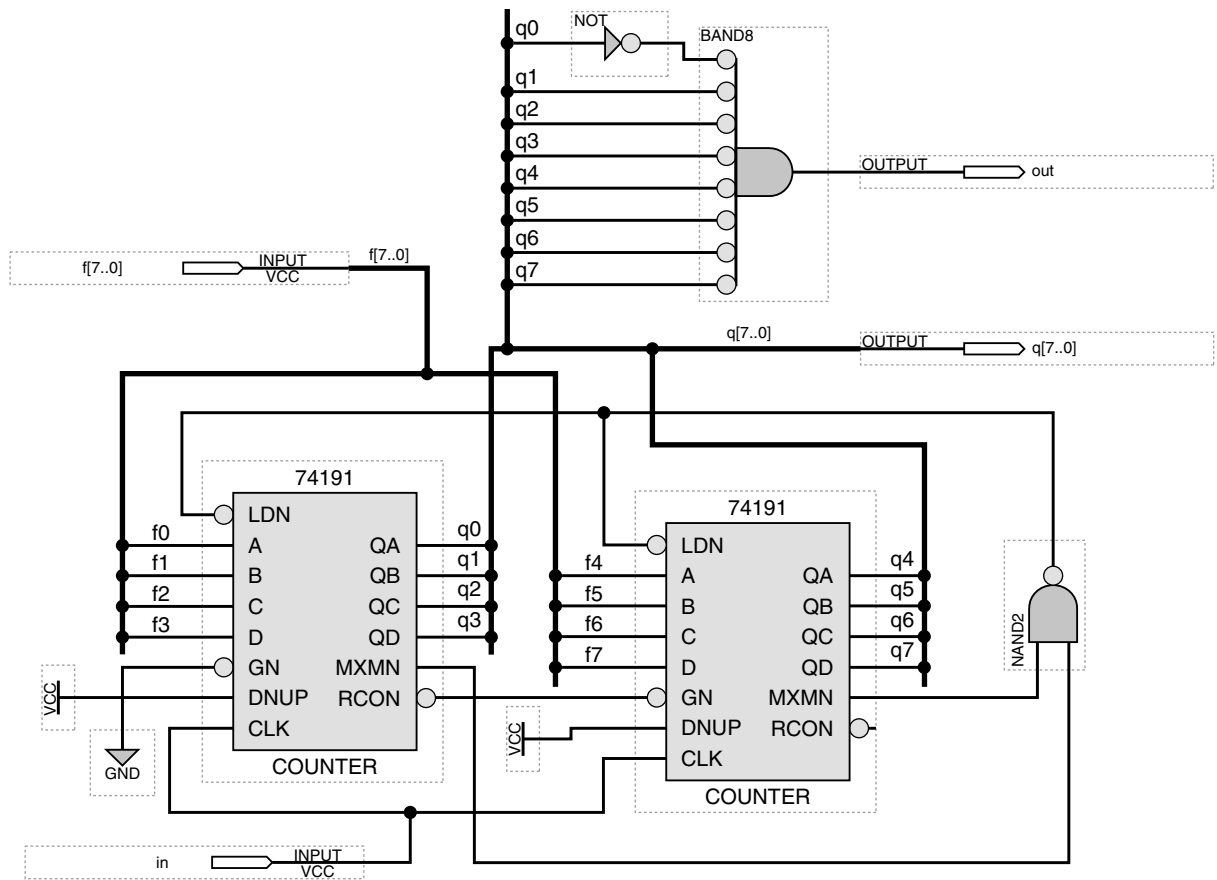 NOT
q0
BAND8
q1
q2
q3
q4
q5
q6
q7
OUTPUT
out
f[7..0]
INPUT
VCC
f[7..0]
q[7..0]
OUTPUT
q[7..0]
74191
LDN
f0
A
QA
q0
f1
B
QB
q1
f2
C
QC
q2
f3
D
QD
q3
GN
MXMN
VCC
DNUP
RCON
CLK
GND
COUNTER
74191
LDN
f4
A
QA
q4
f5
B
QB
q5
f6
C
QC
q6
f7
D
QD
q7
GN
MXMN
VCC
DNUP
RCON
CLK
COUNTER
NAND2
in
INPUT
VCC